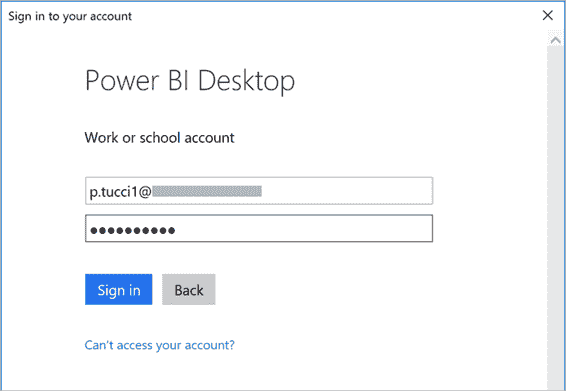 Sign in to your account
Power BI Desktop
Work or school account
p.tucci1@
●●●●●●●●●●
Sign in
Back
Can't access your account?